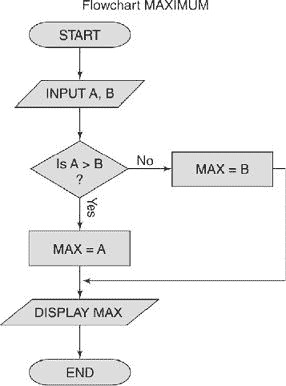 Flowchart MAXIMUM
START
INPUT A, B
Is A > B
?
No
MAX = B
Yes
MAX = A
DISPLAY MAX
END